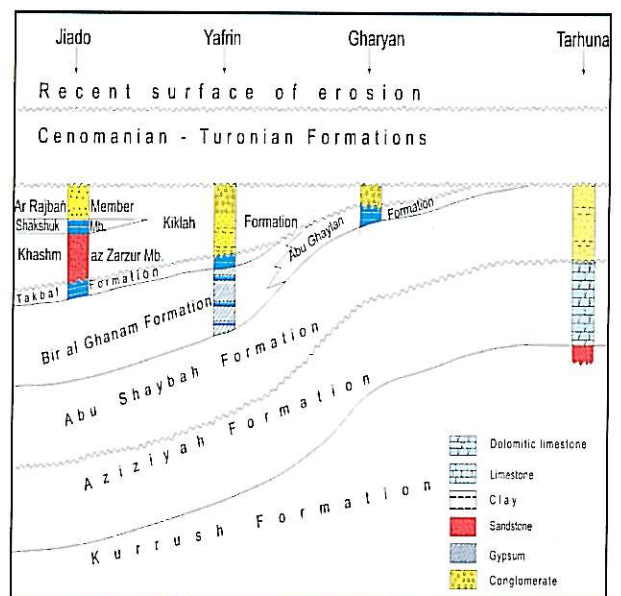 Jiado Yafrin Gharyan Tarhuna
Recent surface of erosion
Cenomanian - Turonian Formations
Ar Rajban Member
Shakshuk Mb.
Kiklah Formation
Khashm az Zarzur Mb.
Abu Ghaylan Formation
Takbal Formation
Bir al Ghanam Formation
Abu Shaybah Formation
Aziziyah Formation
Kurrush Formation
Dolomitic limestone
Limestone
Clay
Sandstone
Gypsum
Conglomerate